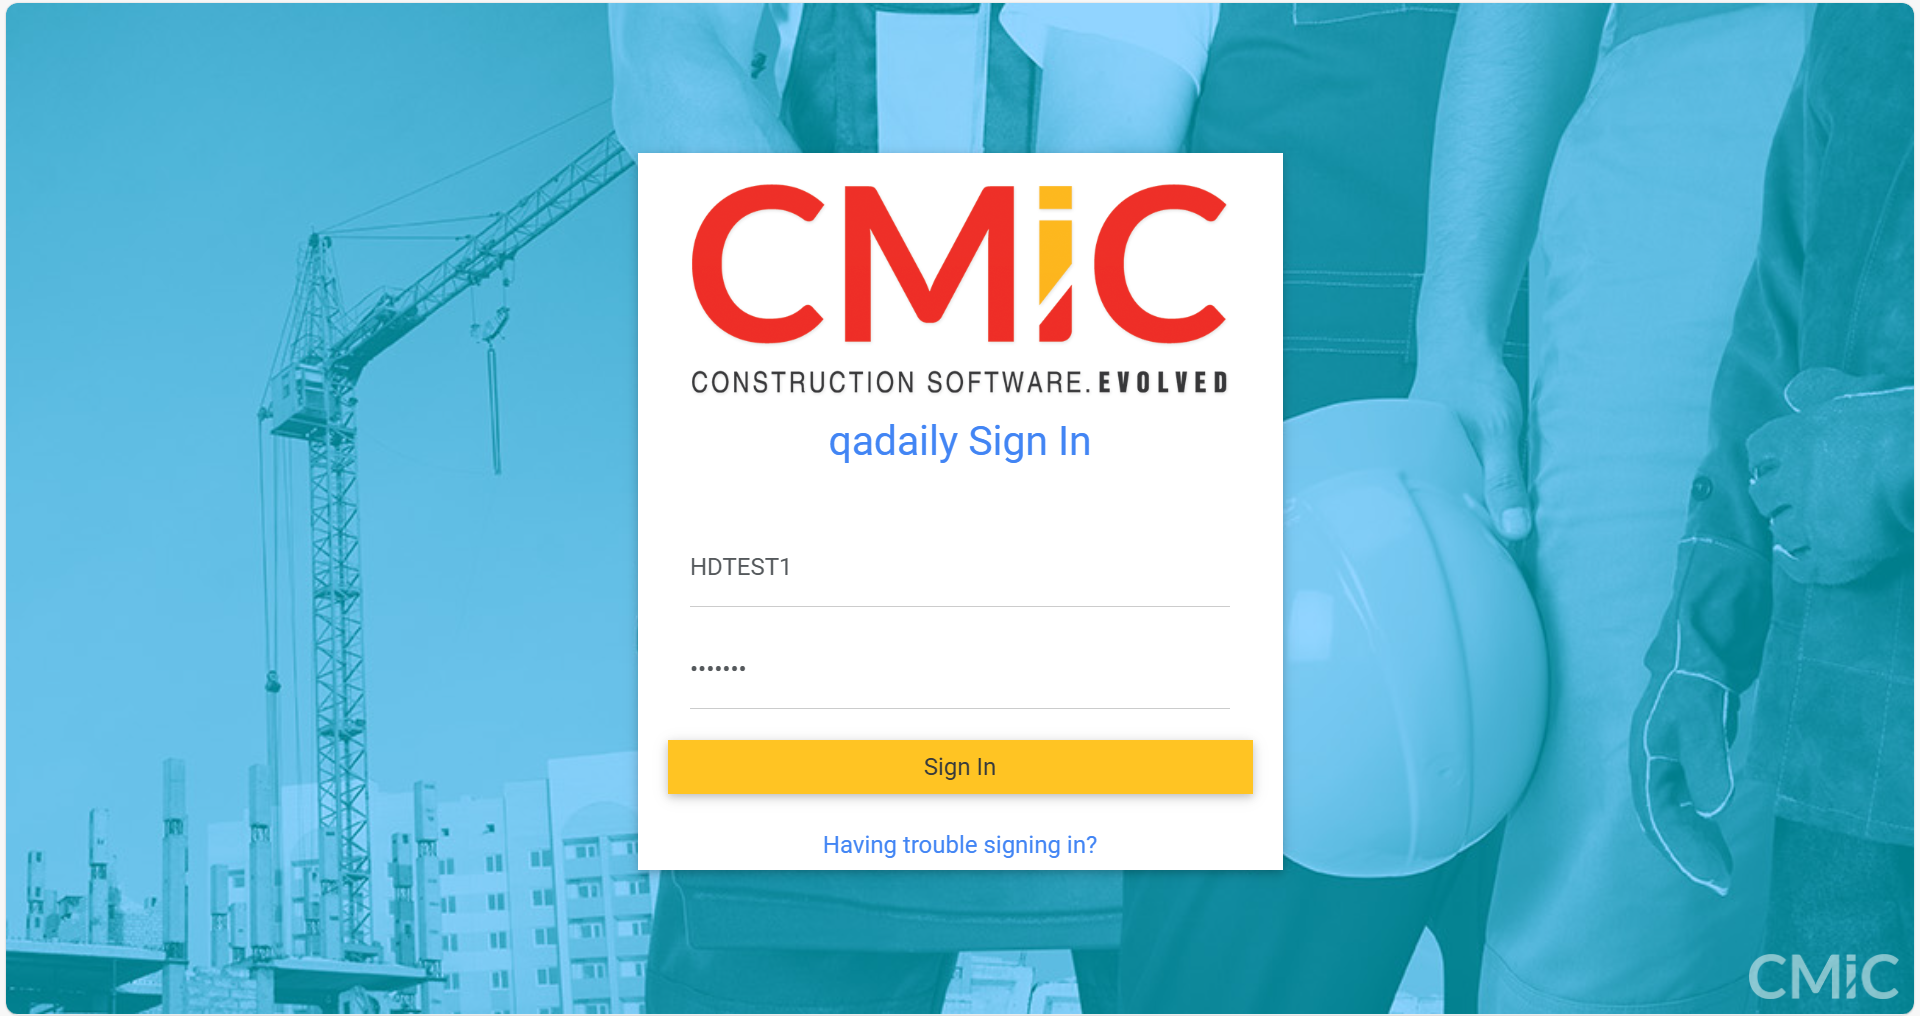 CMiC
CONSTRUCTION SOFTWARE. EVOLVED
qadaily Sign In
HDTEST1
•••••••
Sign In
Having trouble signing in?
CMiC